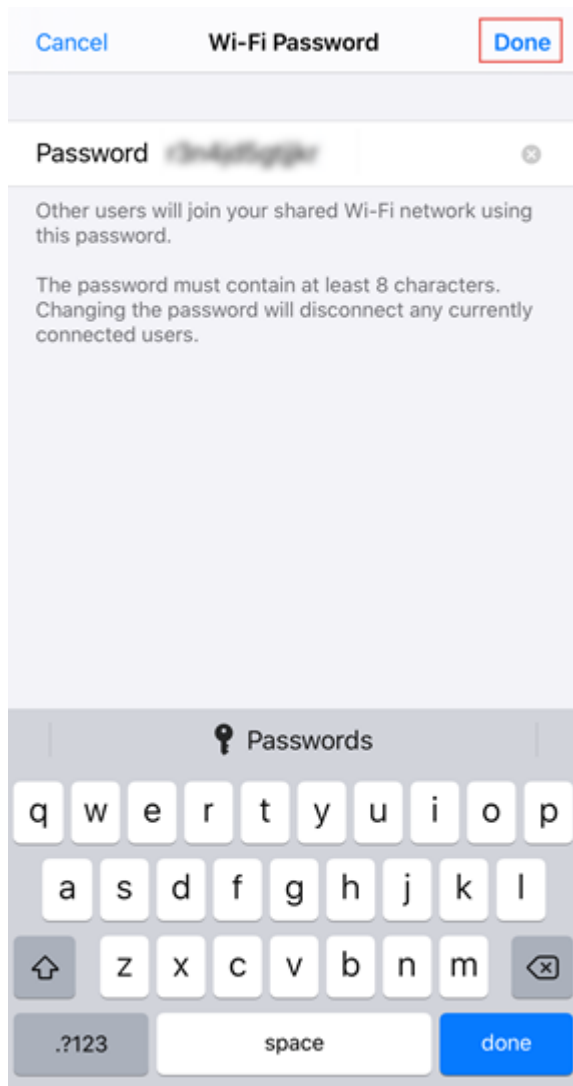 Cancel Wi-Fi Password Done
Password
Other users will join your shared Wi-Fi network using
this password.
The password must contain at least 8 characters.
Changing the password will disconnect any currently
connected users.
Passwords
q w e r t y u i o p
a s d f g h j k l
z x c v b n m
.?123 space done